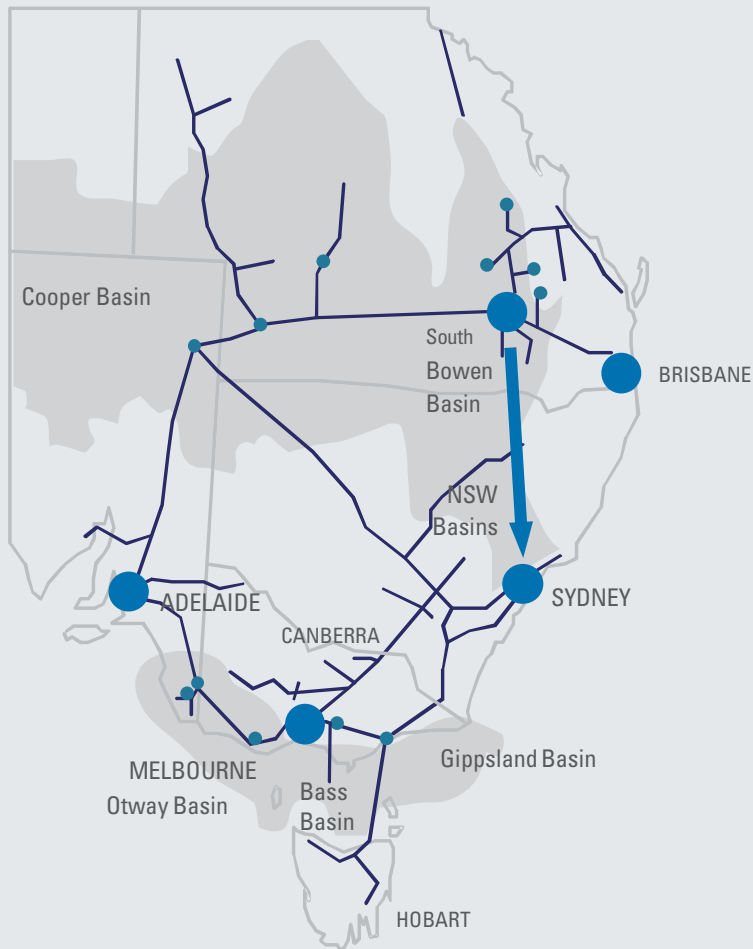 Cooper Basin
South
Bowen
Basin
BRISBANE
NSW
Basins
ADELAIDE
SYDNEY
CANBERRA
MELBOURNE
Gippsland Basin
Otway Basin
Bass
Basin
HOBART